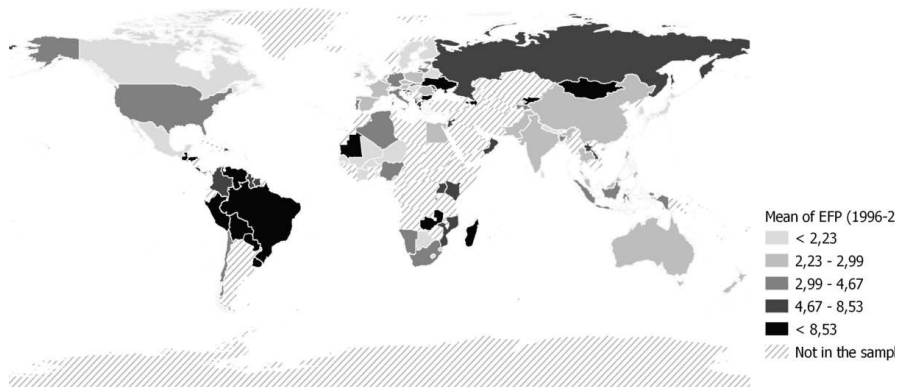 Mean of EFP (1996-2
< 2,23
2,23 - 2,99
2,99 - 4,67
4,67 - 8,53
< 8,53
Not in the sampl